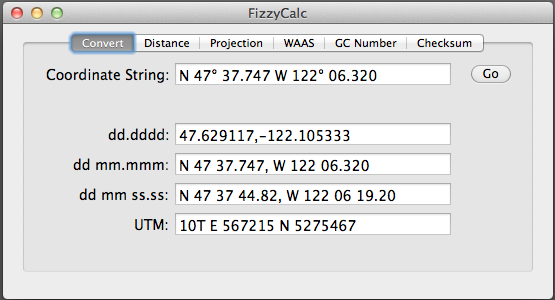 FizzyCalc
Convert Distance Projection WAAS GC Number Checksum
Coordinate String: N 47° 37.747 W 122° 06.320 Go
dd.dddd: 47.629117,-122.105333
dd mm.mmm: N 47 37.747, W 122 06.320
dd mm ss.ss: N 47 37 44.82, W 122 06 19.20
UTM: 10T E 567215 N 5275467